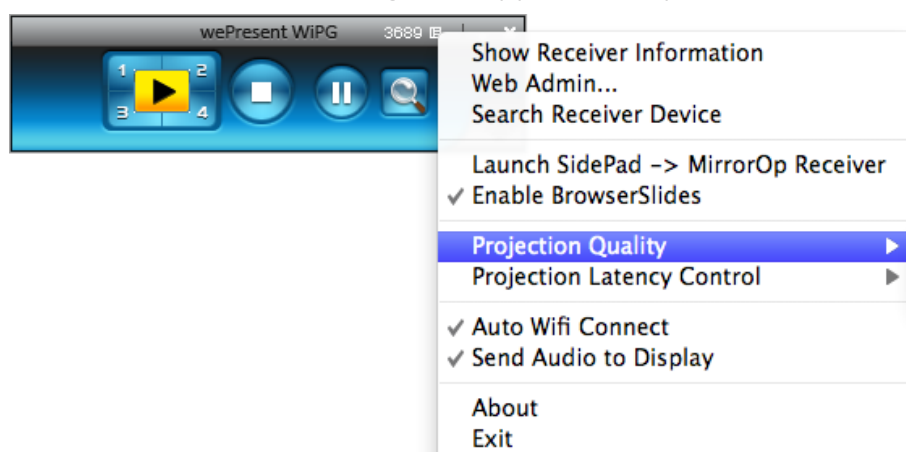 wePresent WiPG 3689
1 2
3 4
Show Receiver Information
Web Admin...
Search Receiver Device
Launch SidePad -> MirrorOp Receiver
Enable BrowserSlides
Projection Quality
Projection Latency Control
Auto Wifi Connect
Send Audio to Display
About
Exit